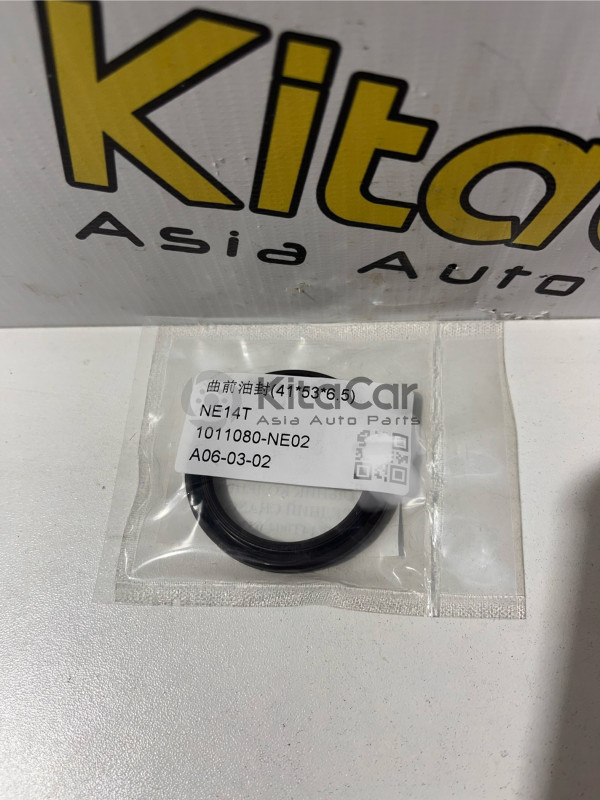 Kita
Asia Auto
曲前油封(41*53*6.5)
KitaCar
Asia Auto Parts
NE14T
1011080-NE02
A06-03-02